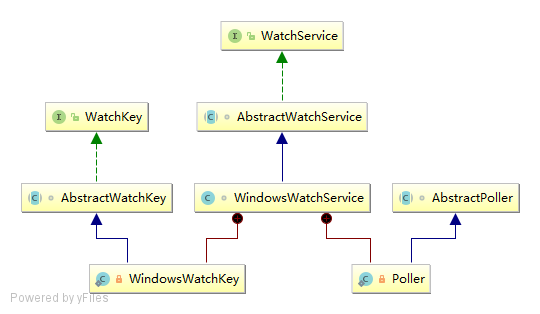 WatchService
WatchKey
AbstractWatchService
AbstractWatchKey
WindowsWatchService
AbstractPoller
WindowsWatchKey
Poller
Powered by yFiles